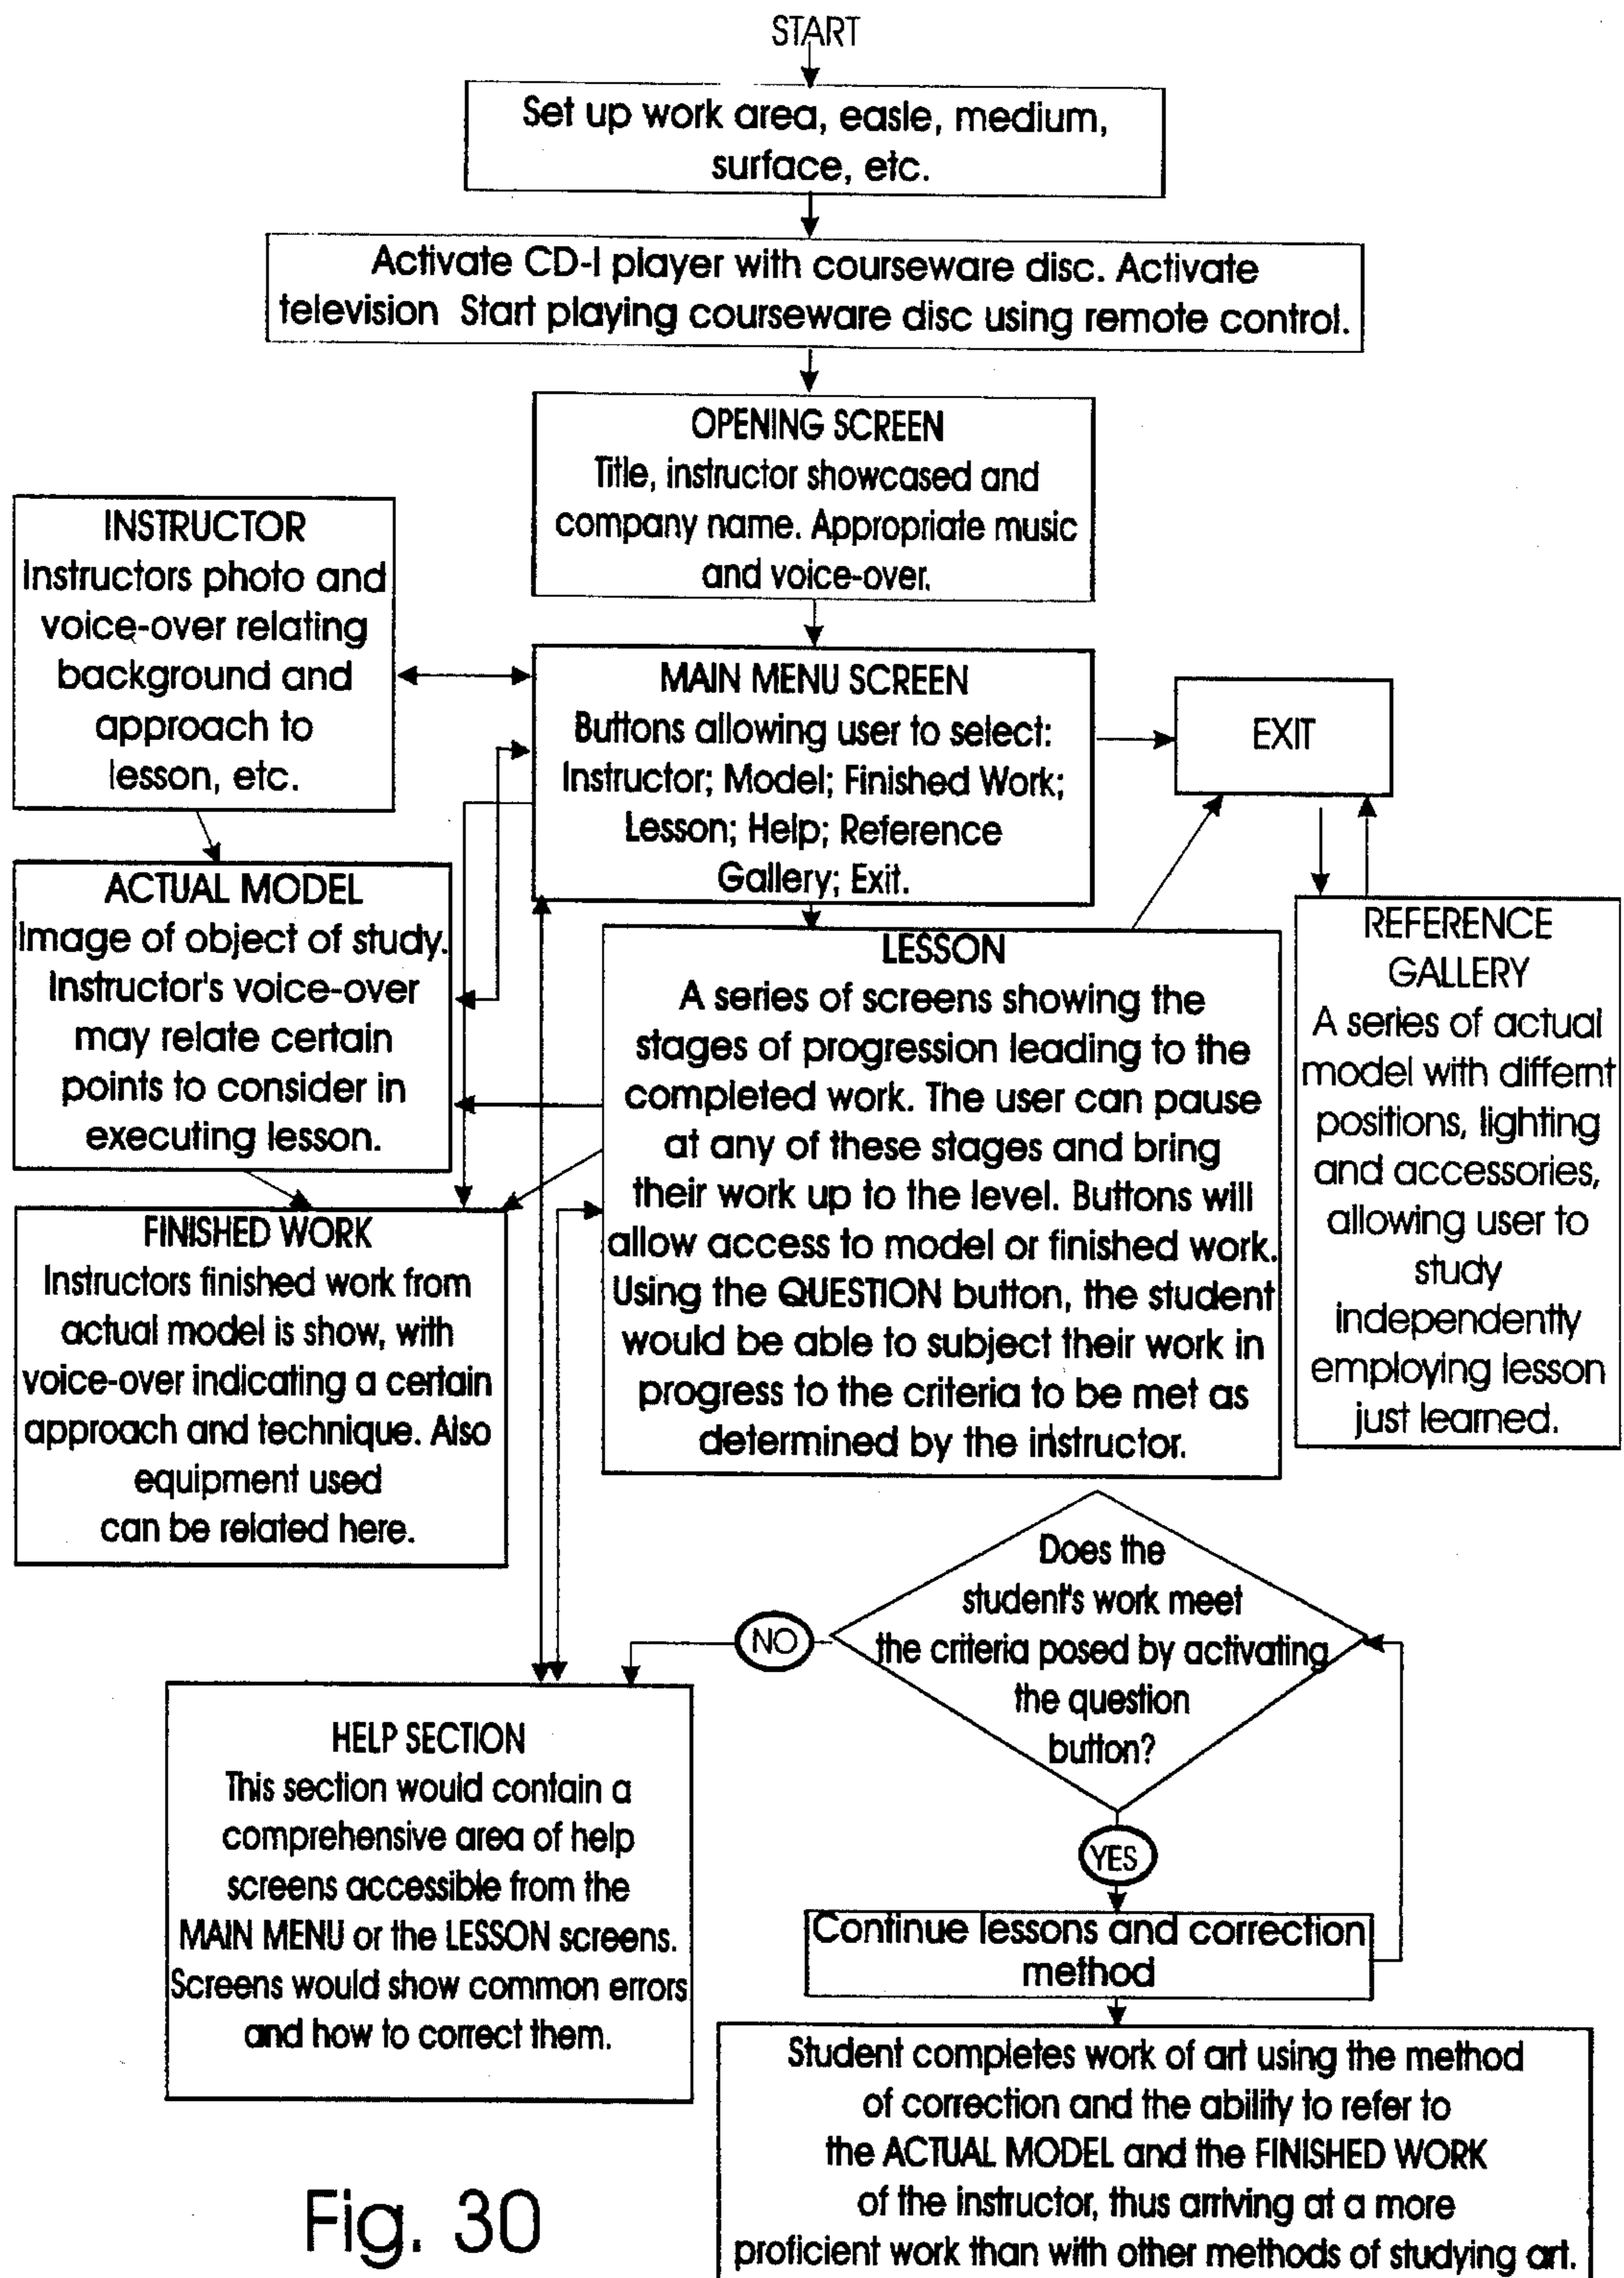 START
Set up work area, easle, medium,
surface, etc.
Activate CD-I player with courseware disc. Activate
television Start playing courseware disc using remote control.
OPENING SCREEN
Title, instructor showcased and
company name. Appropriate music
and voice-over.
INSTRUCTOR
Instructors photo and
voice-over relating
background and
approach to
lesson, etc.
MAIN MENU SCREEN
Buttons allowing user to select:
Instructor; Model; Finished Work;
Lesson; Help; Reference
Gallery; Exit.
EXIT
ACTUAL MODEL
Image of object of study.
Instructor's voice-over
may relate certain
points to consider in
executing lesson.
LESSON
A series of screens showing the
stages of progression leading to the
completed work. The user can pause
at any of these stages and bring
their work up to the level. Buttons will
allow access to model or finished work.
Using the QUESTION button, the student
would be able to subject their work in
progress to the criteria to be met as
determined by the instructor.
REFERENCE
GALLERY
A series of actual
model with differnt
positions, lighting
and accessories,
allowing user to
study
independently
employing lesson
just learned.
FINISHED WORK
Instructors finished work from
actual model is show, with
voice-over indicating a certain
approach and technique. Also
equipment used
can be related here.
Does the
student's work meet
the criteria posed by activating
the question
button?
NO
YES
HELP SECTION
This section would contain a
comprehensive area of help
screens accessible from the
MAIN MENU or the LESSON screens.
Screens would show common errors
and how to correct them.
Continue lessons and correction
method
Student completes work of art using the method
of correction and the ability to refer to
the ACTUAL MODEL and the FINISHED WORK
of the instructor, thus arriving at a more
proficient work than with other methods of studying art.
Fig. 30